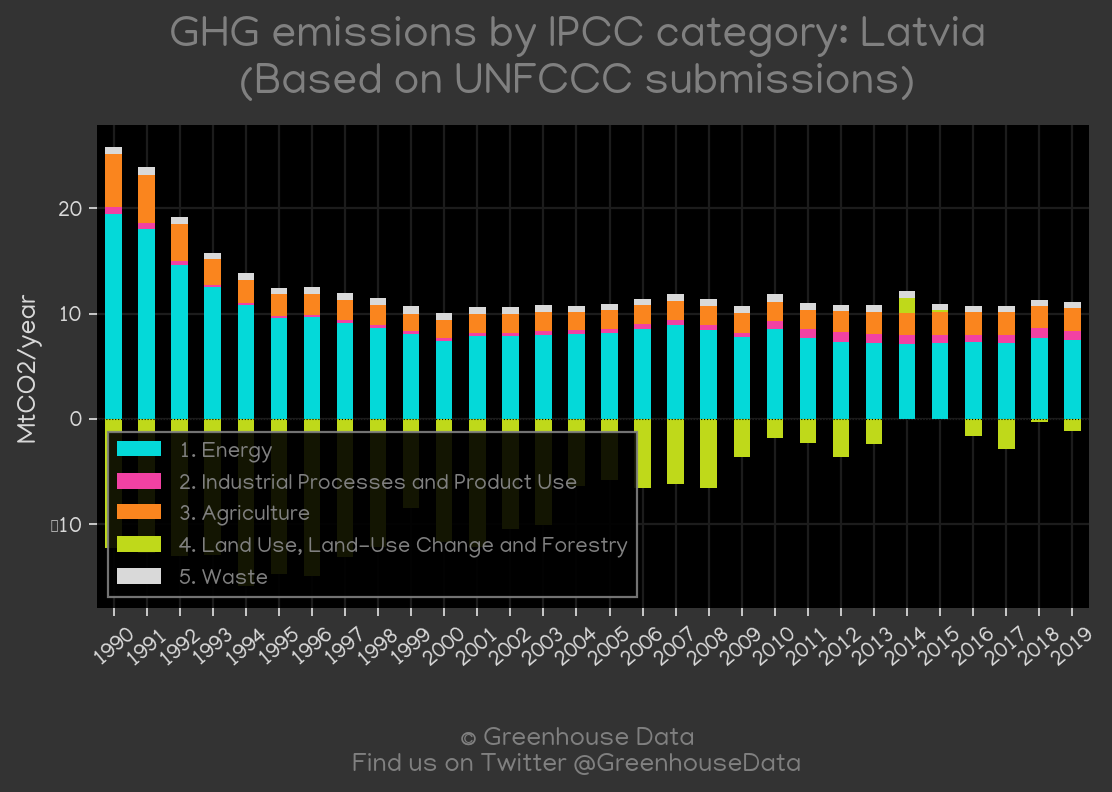 GHG emissions by IPCC category: Latvia
(Based on UNFCCC submissions)
MtCO2/year
20
10
0
▯10
1. Energy
2. Industrial Processes and Product Use
3. Agriculture
4. Land Use, Land-Use Change and Forestry
5. Waste
1990 1991 1992 1993 1994 1995 1996 1997 1998 1999 2000 2001 2002 2003 2004 2005 2006 2007 2008 2009 2010 2011 2012 2013 2014 2015 2016 2017 2018 2019
© Greenhouse Data
Find us on Twitter @GreenhouseData